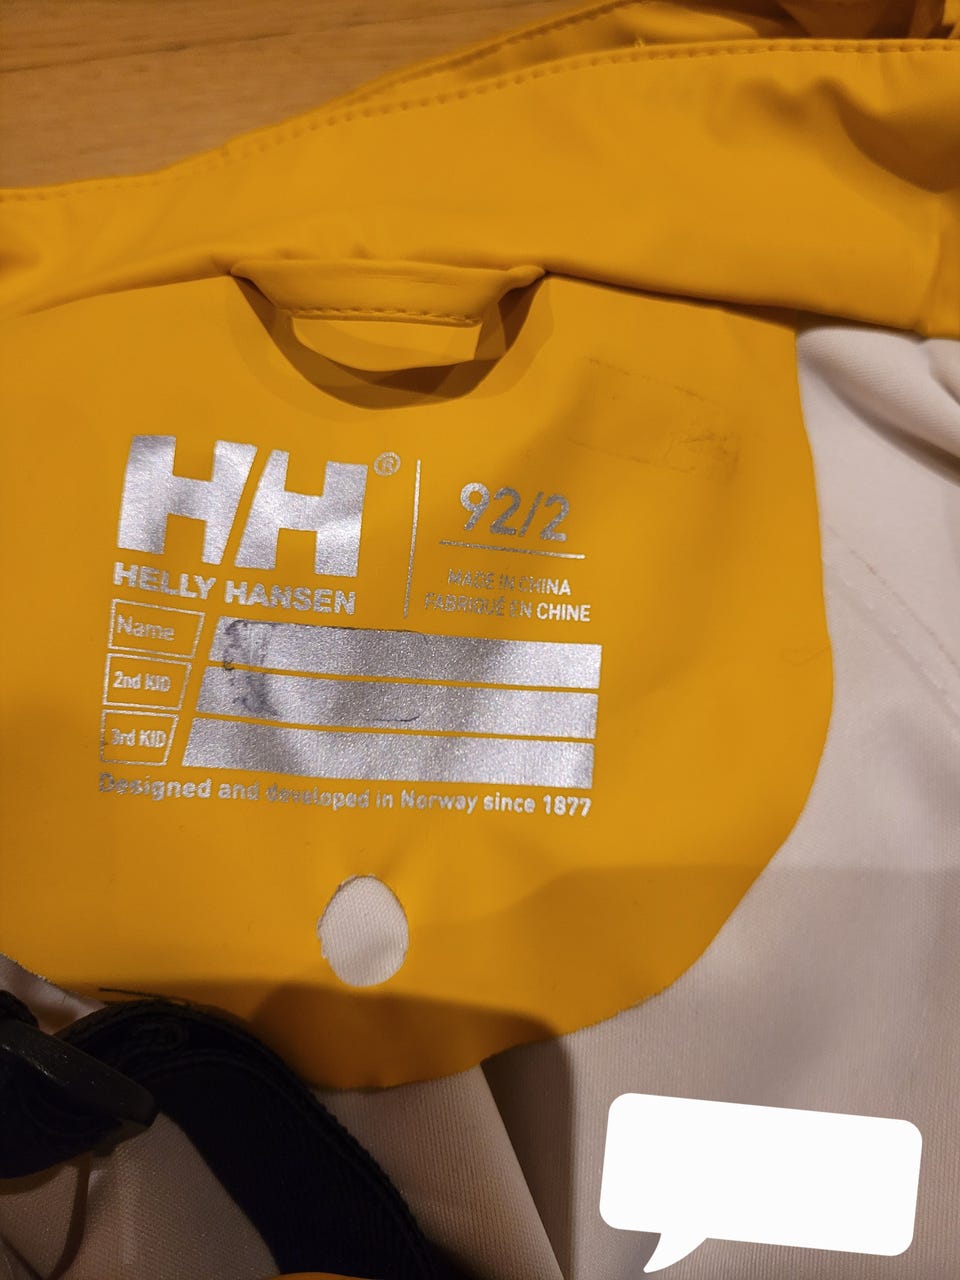 HH®
HELLY HANSEN
92/2
MADE IN CHINA
FABRIQUÉ EN CHINE
Name
2nd KID
3rd KID
Designed and developed in Norway since 1877